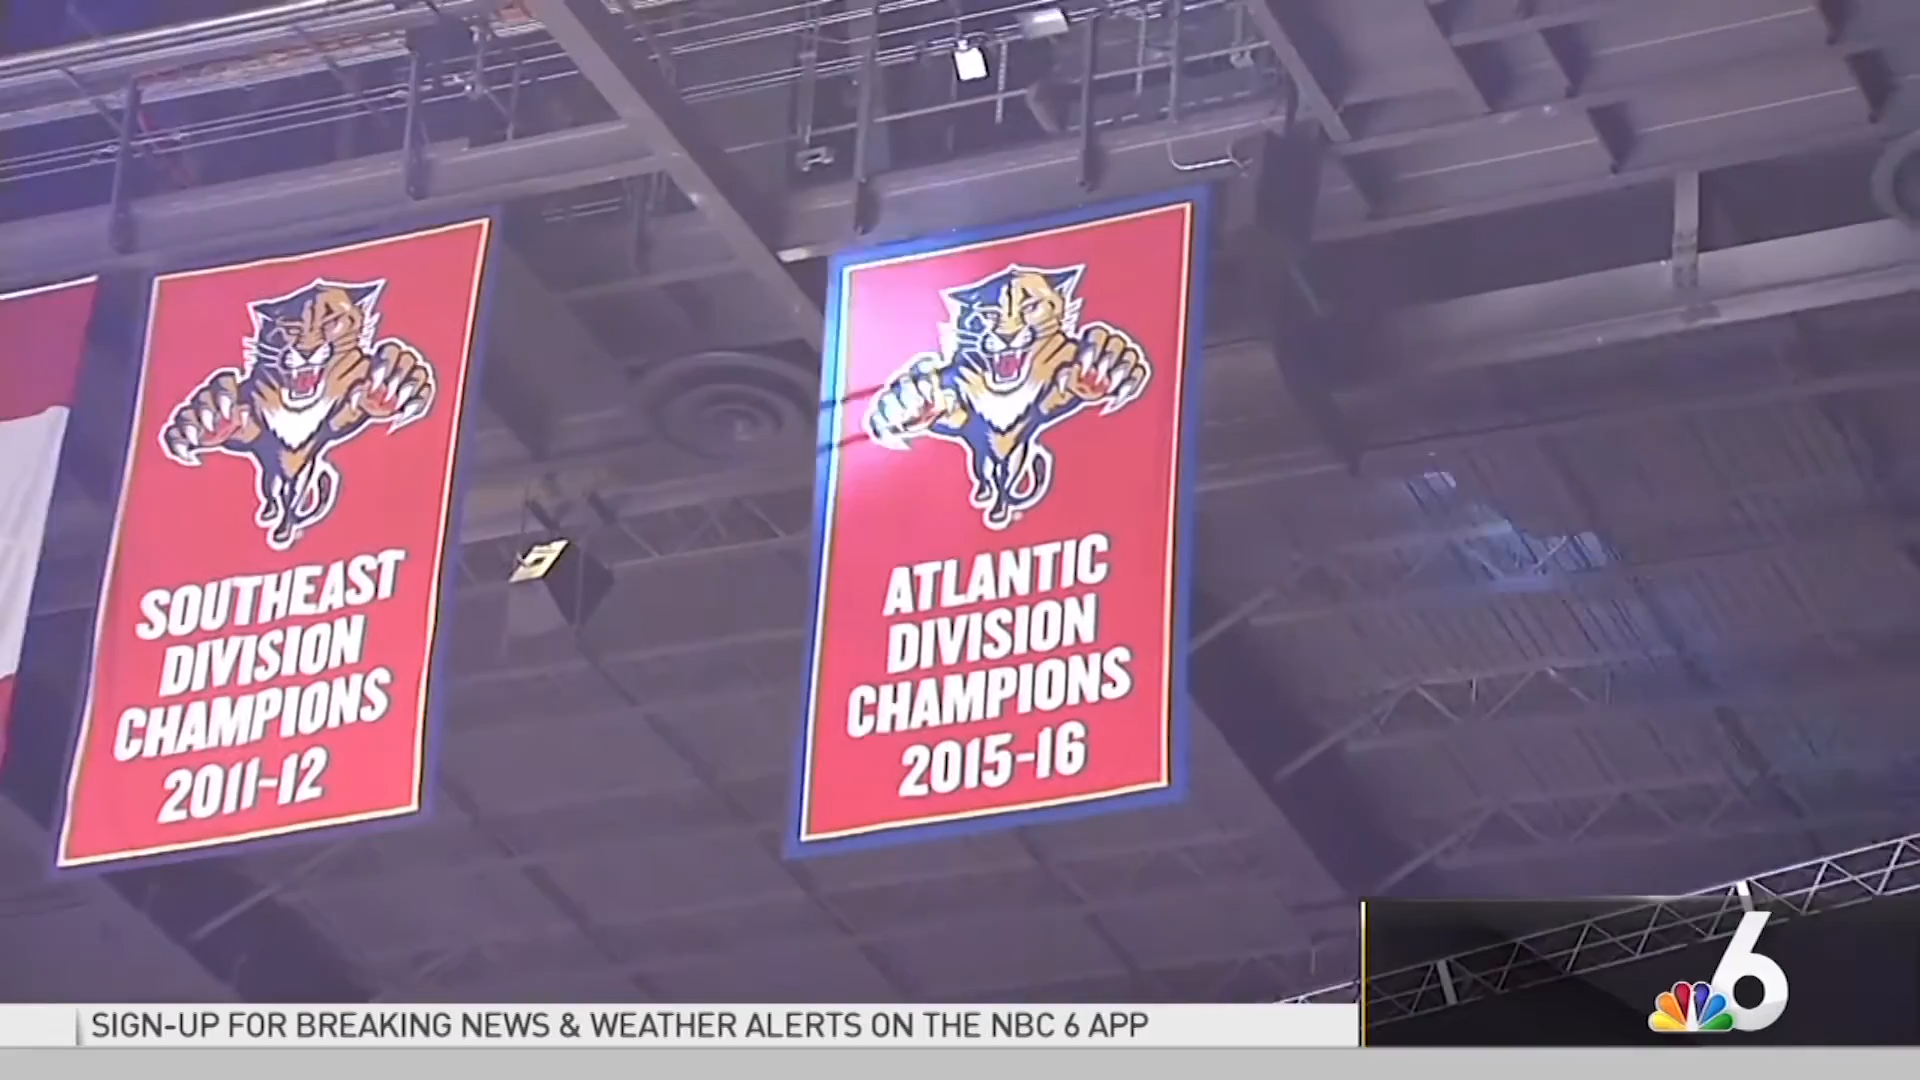 SOUTHEAST
DIVISION
CHAMPIONS
2011-12
ATLANTIC
DIVISION
CHAMPIONS
2015-16
6
SIGN-UP FOR BREAKING NEWS & WEATHER ALERTS ON THE NBC 6 APP